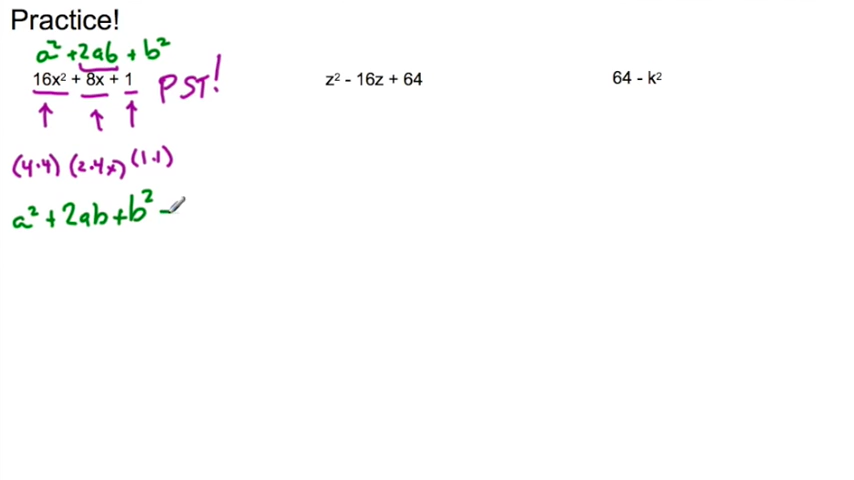 Practice!
a² + 2ab + b²
16x² + 8x + 1 PST!
(4·4) (2·4x) (1·1)
a² + 2ab + b² -
z² - 16z + 64
64 - k²